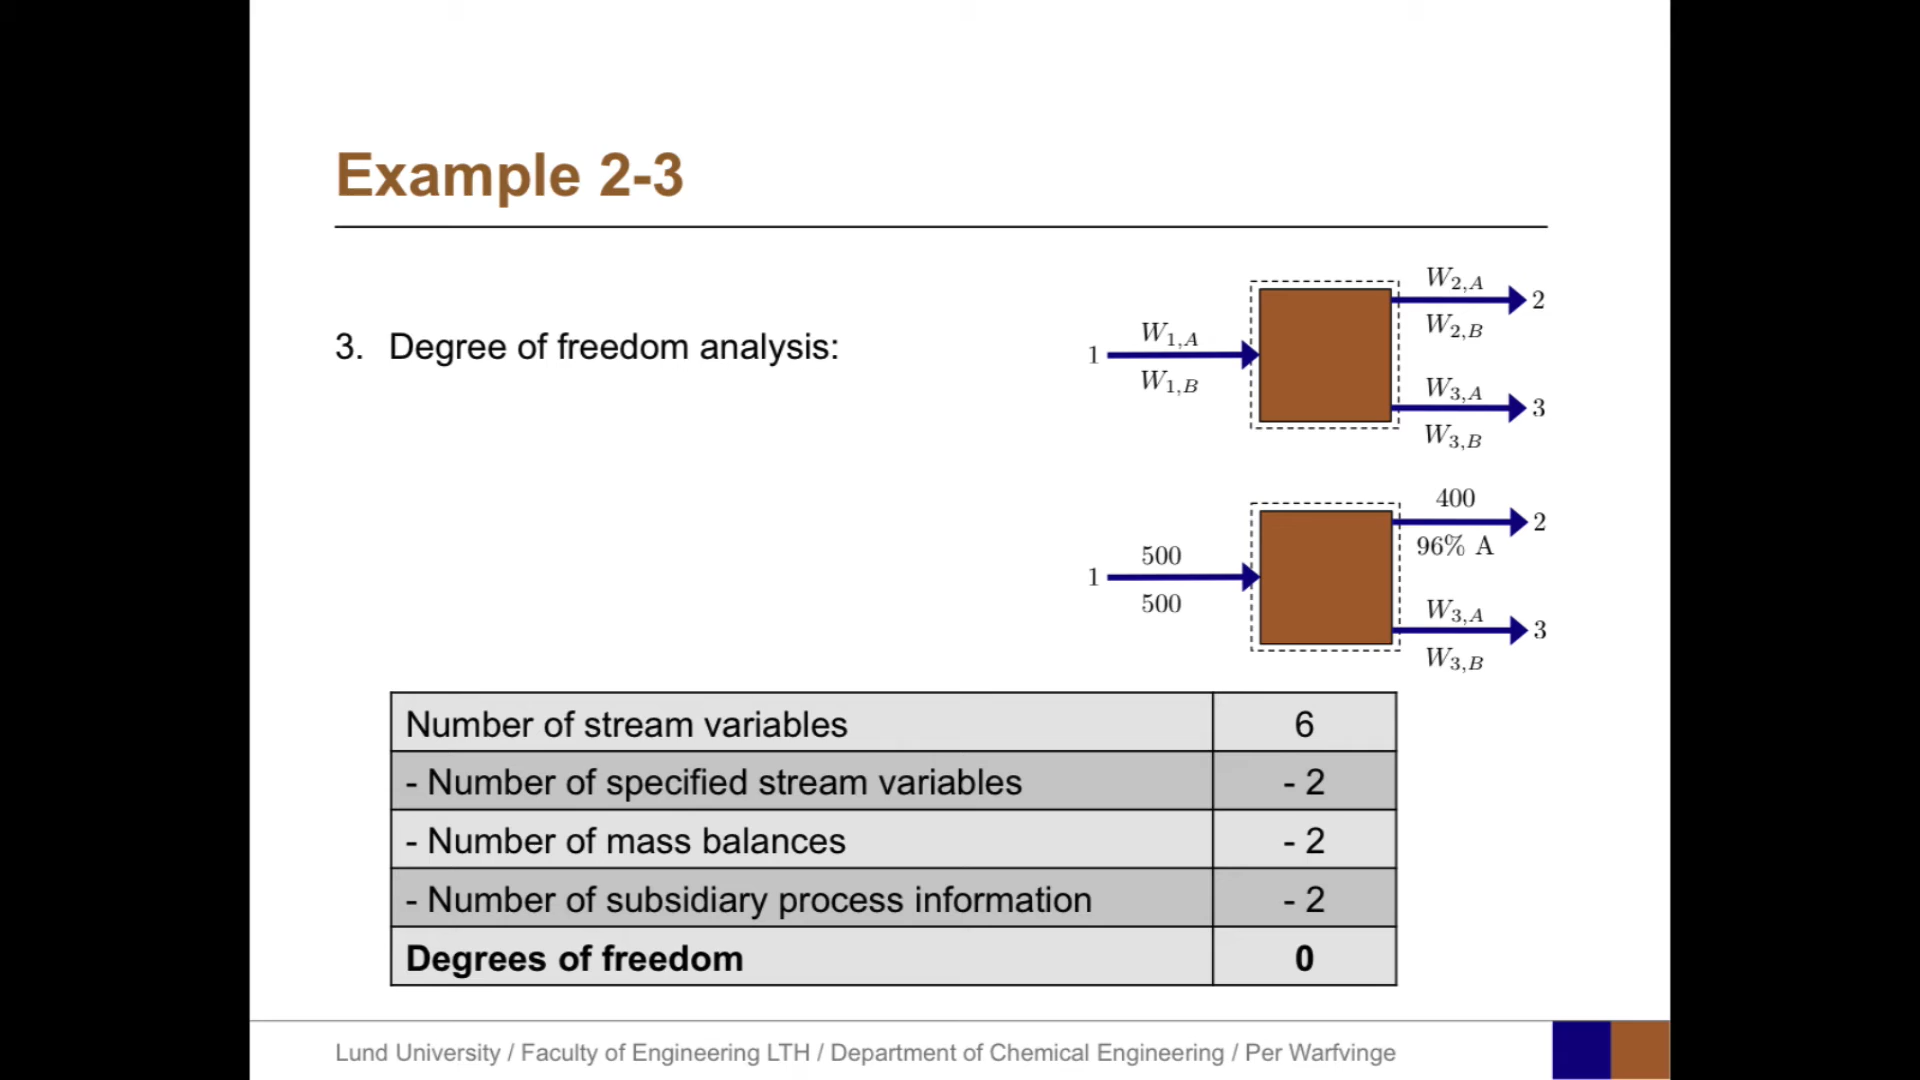 Example 2-3
3. Degree of freedom analysis:
W1,A
W1,B
1
W2,A
2
W2,B
W3,A
3
W3,B
500
1
500
400
2
96% A
W3,A
3
W3,B
Number of stream variables 6
- Number of specified stream variables - 2
- Number of mass balances - 2
- Number of subsidiary process information - 2
Degrees of freedom 0
Lund University / Faculty of Engineering LTH / Department of Chemical Engineering / Per Warfvinge